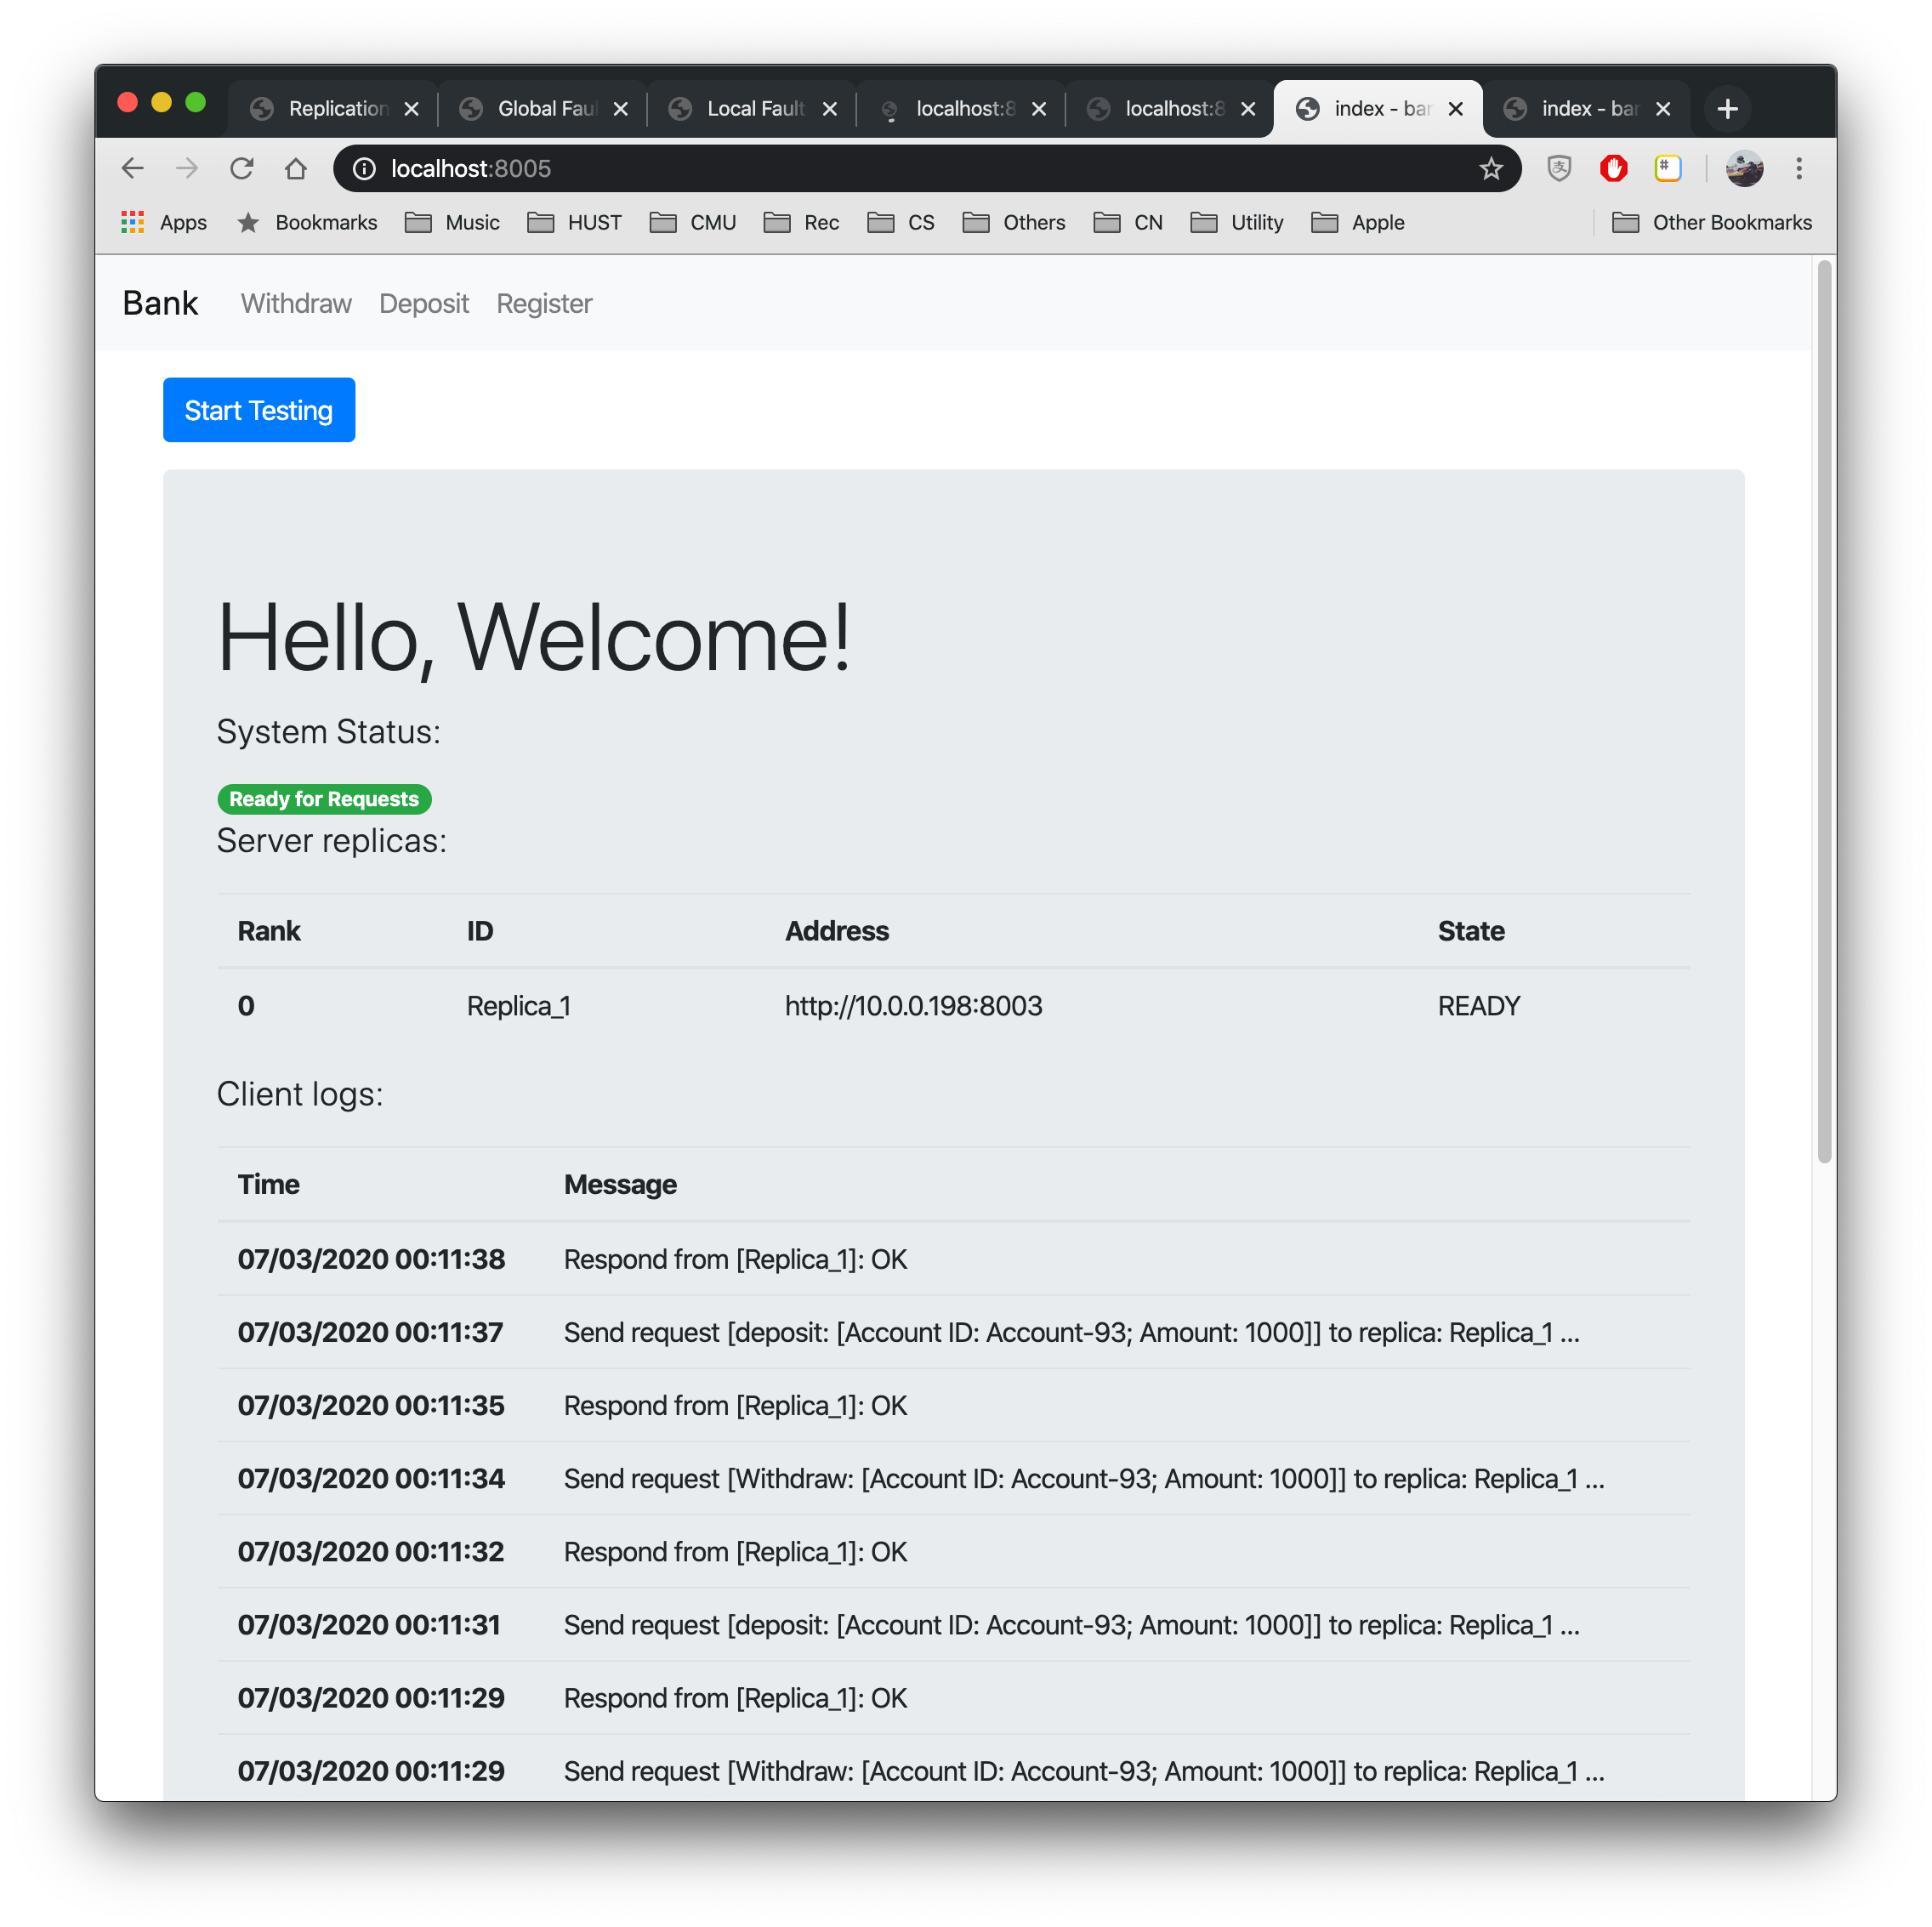 Replication Global Faul Local Fault localhost:8 localhost:8 index - ban index - ban
localhost:8005
Apps Bookmarks Music HUST CMU Rec CS Others CN Utility Apple Other Bookmarks
Bank Withdraw Deposit Register
Start Testing
Hello, Welcome!
System Status:
Ready for Requests
Server replicas:
Rank ID Address State
0 Replica_1 http://10.0.0.198:8003 READY
Client logs:
Time Message
07/03/2020 00:11:38 Respond from [Replica_1]: OK
07/03/2020 00:11:37 Send request [deposit: [Account ID: Account-93; Amount: 1000]] to replica: Replica_1 ...
07/03/2020 00:11:35 Respond from [Replica_1]: OK
07/03/2020 00:11:34 Send request [Withdraw: [Account ID: Account-93; Amount: 1000]] to replica: Replica_1 ...
07/03/2020 00:11:32 Respond from [Replica_1]: OK
07/03/2020 00:11:31 Send request [deposit: [Account ID: Account-93; Amount: 1000]] to replica: Replica_1 ...
07/03/2020 00:11:29 Respond from [Replica_1]: OK
07/03/2020 00:11:29 Send request [Withdraw: [Account ID: Account-93; Amount: 1000]] to replica: Replica_1 ...